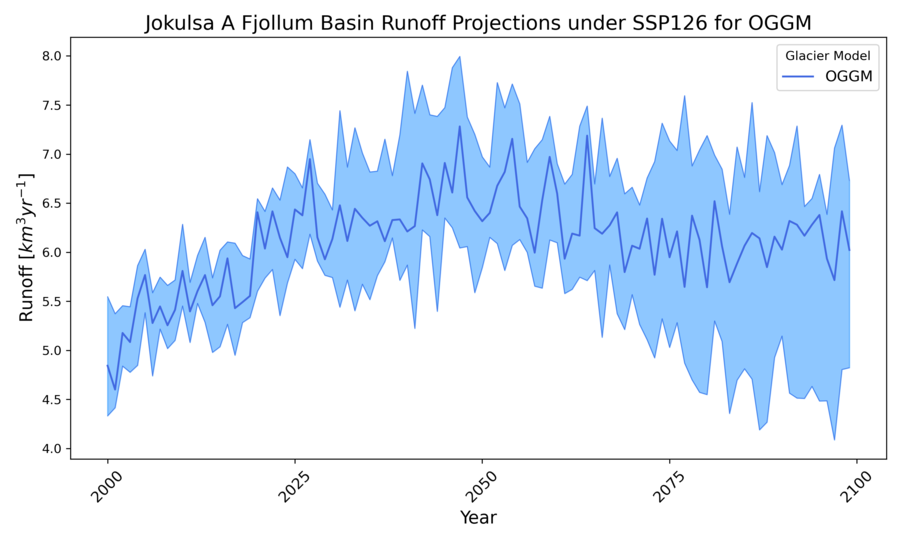 Jokulsa A Fjollum Basin Runoff Projections under SSP126 for OGGM
Glacier Model
OGGM
8.0
7.5
7.0
6.5
6.0
5.5
5.0
4.5
4.0
Runoff [km³yr⁻¹]
2000
2025
2050
2075
2100
Year